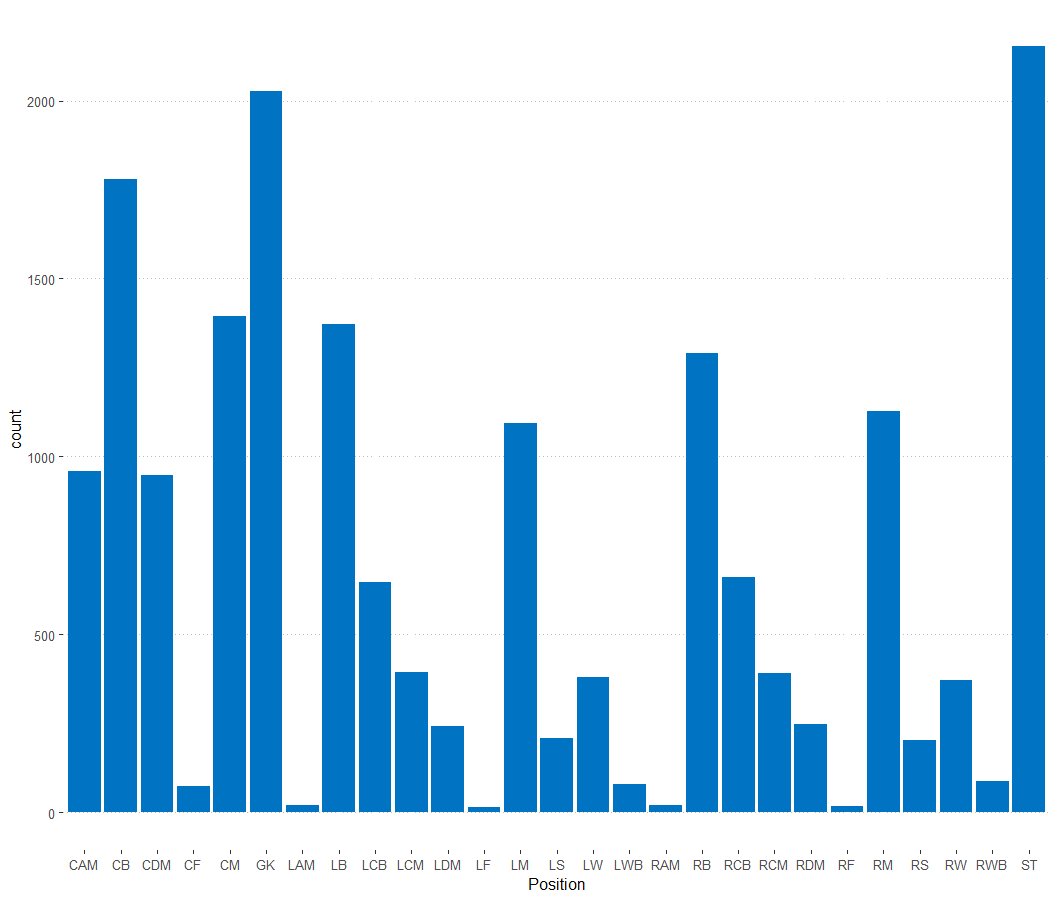 2000
1500
1000
500
0
count
CAM CB CDM CF CM GK LAM LB LCB LCM LDM LF LM LS LW LWB RAM RB RCB RCM RDM RF RM RS RW RWB ST
Position